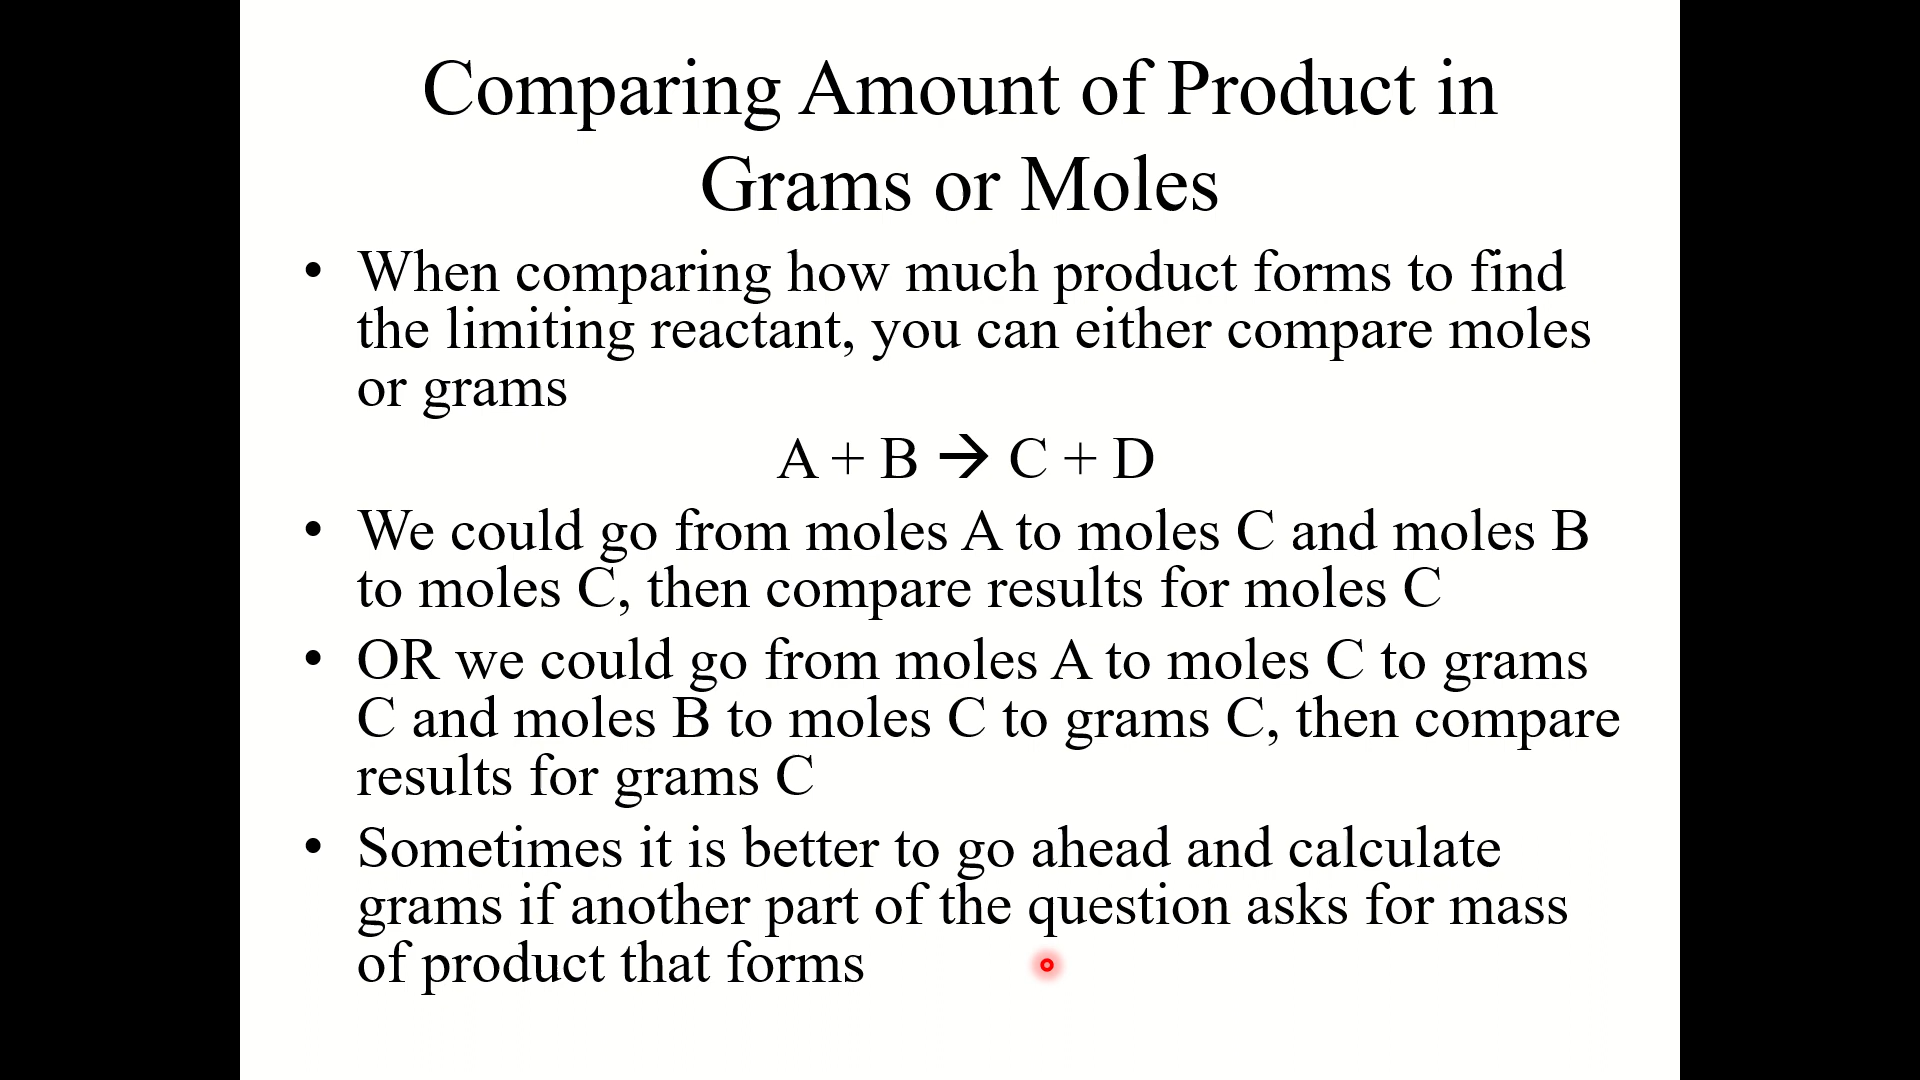 Comparing Amount of Product in
Grams or Moles
• When comparing how much product forms to find
the limiting reactant, you can either compare moles
or grams
A + B → C + D
• We could go from moles A to moles C and moles B
to moles C, then compare results for moles C
• OR we could go from moles A to moles C to grams
C and moles B to moles C to grams C, then compare
results for grams C
• Sometimes it is better to go ahead and calculate
grams if another part of the question asks for mass
of product that forms